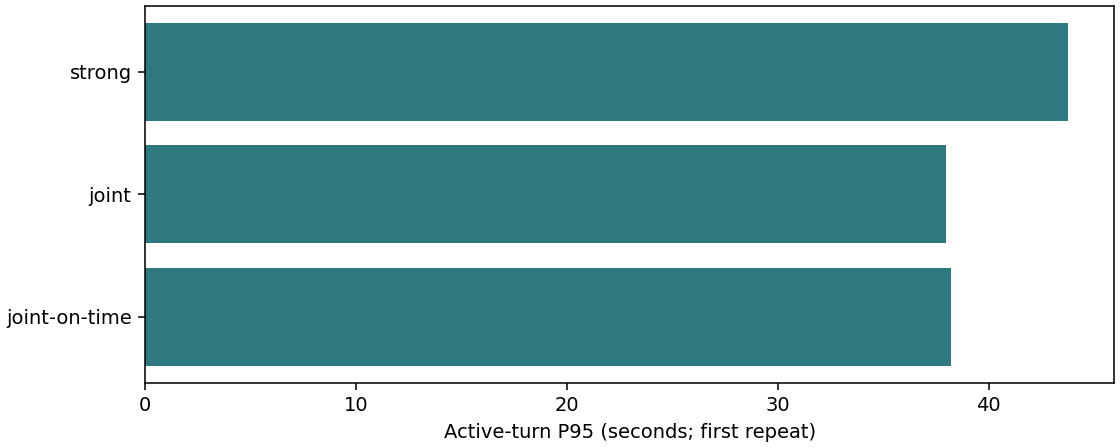 strong
joint
joint-on-time
0 10 20 30 40
Active-turn P95 (seconds; first repeat)